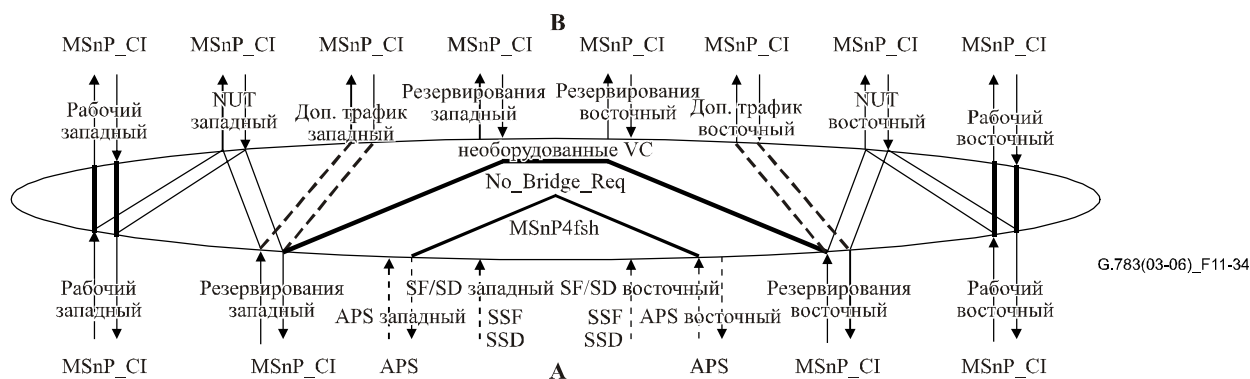 B
MSnP_CI MSnP_CI MSnP_CI MSnP_CI MSnP_CI MSnP_CI MSnP_CI MSnP_CI
Рабочий западный
NUT западный
Доп. трафик западный
Резервирования западный
Резервирования восточный
Доп. трафик восточный
NUT восточный
Рабочий восточный
необорудованные VC
No_Bridge_Req
MSnP4fsh
G.783(03-06)_F11-34
Рабочий западный
Резервирования западный
SF/SD западный
SF/SD восточный
Резервирования восточный
Рабочий восточный
APS западный
SSF
SSD
SSF
SSD
APS восточный
MSnP_CI MSnP_CI APS A APS MSnP_CI MSnP_CI